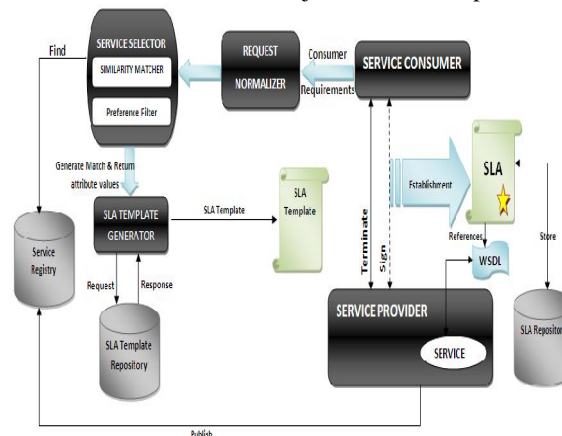 Find
SERVICE SELECTOR
SIMILARITY MATCHER
Preference Filter
REQUEST
NORMALIZER
Consumer
Requirements
SERVICE CONSUMER
Generate Match & Return
attribute values
SLA TEMPLATE
GENERATOR
SLA Template
SLA
Template
Establishment
SLA
References
WSDL
Store
Terminate
Sign
Service
Registry
Request
Response
SLA Template
Repository
SERVICE PROVIDER
SERVICE
SLA Repositor
Publish